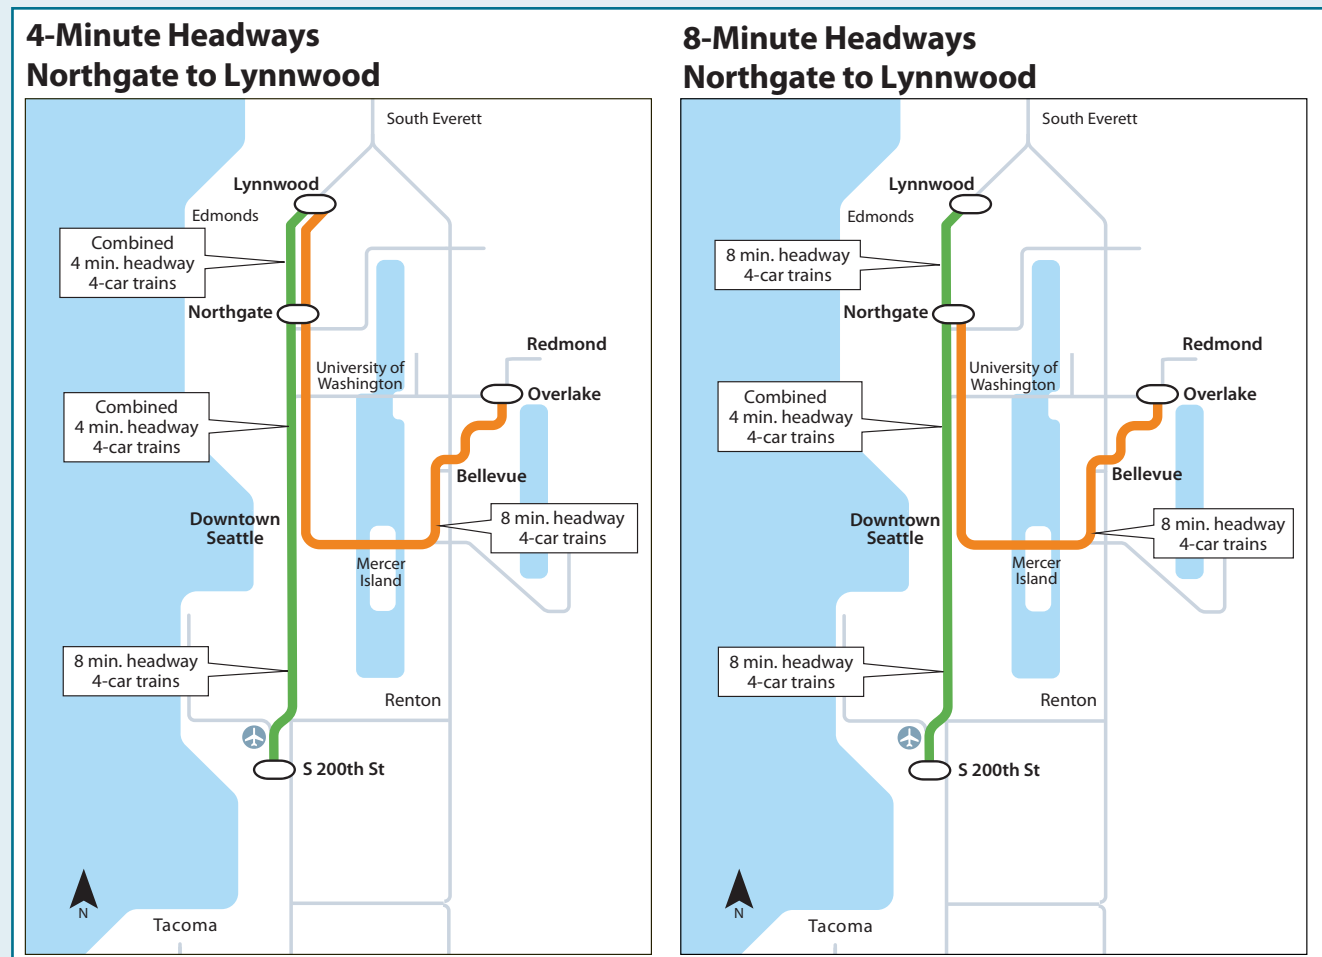 4-Minute Headways
Northgate to Lynnwood
South Everett
Lynnwood
Edmonds
Combined
4 min. headway
4-car trains
Northgate
Redmond
University of
Washington
Overlake
Combined
4 min. headway
4-car trains
Bellevue
Downtown
Seattle
8 min. headway
4-car trains
Mercer
Island
8 min. headway
4-car trains
Renton
S 200th St
N
Tacoma
8-Minute Headways
Northgate to Lynnwood
South Everett
Lynnwood
Edmonds
8 min. headway
4-car trains
Northgate
Redmond
University of
Washington
Overlake
Combined
4 min. headway
4-car trains
Bellevue
Downtown
Seattle
8 min. headway
4-car trains
Mercer
Island
8 min. headway
4-car trains
Renton
S 200th St
N
Tacoma